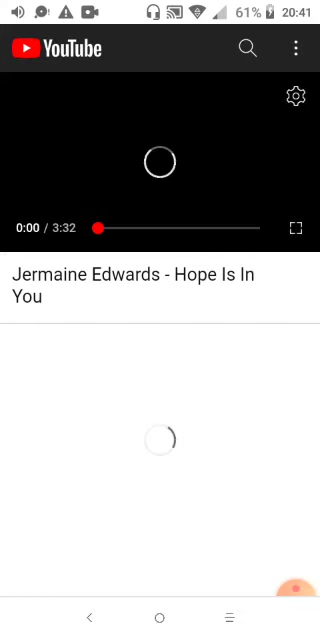 61% 20:41
YouTube
0:00 / 3:32
Jermaine Edwards - Hope Is In
You